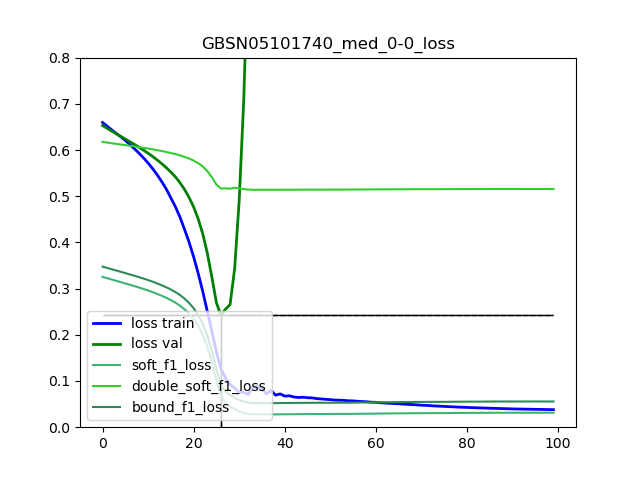 GBSN05101740_med_0-0_loss
0.8
0.7
0.6
0.5
0.4
0.3
0.2
0.1
0.0
loss train
loss val
soft_f1_loss
double_soft_f1_loss
bound_f1_loss
0 20 40 60 80 100